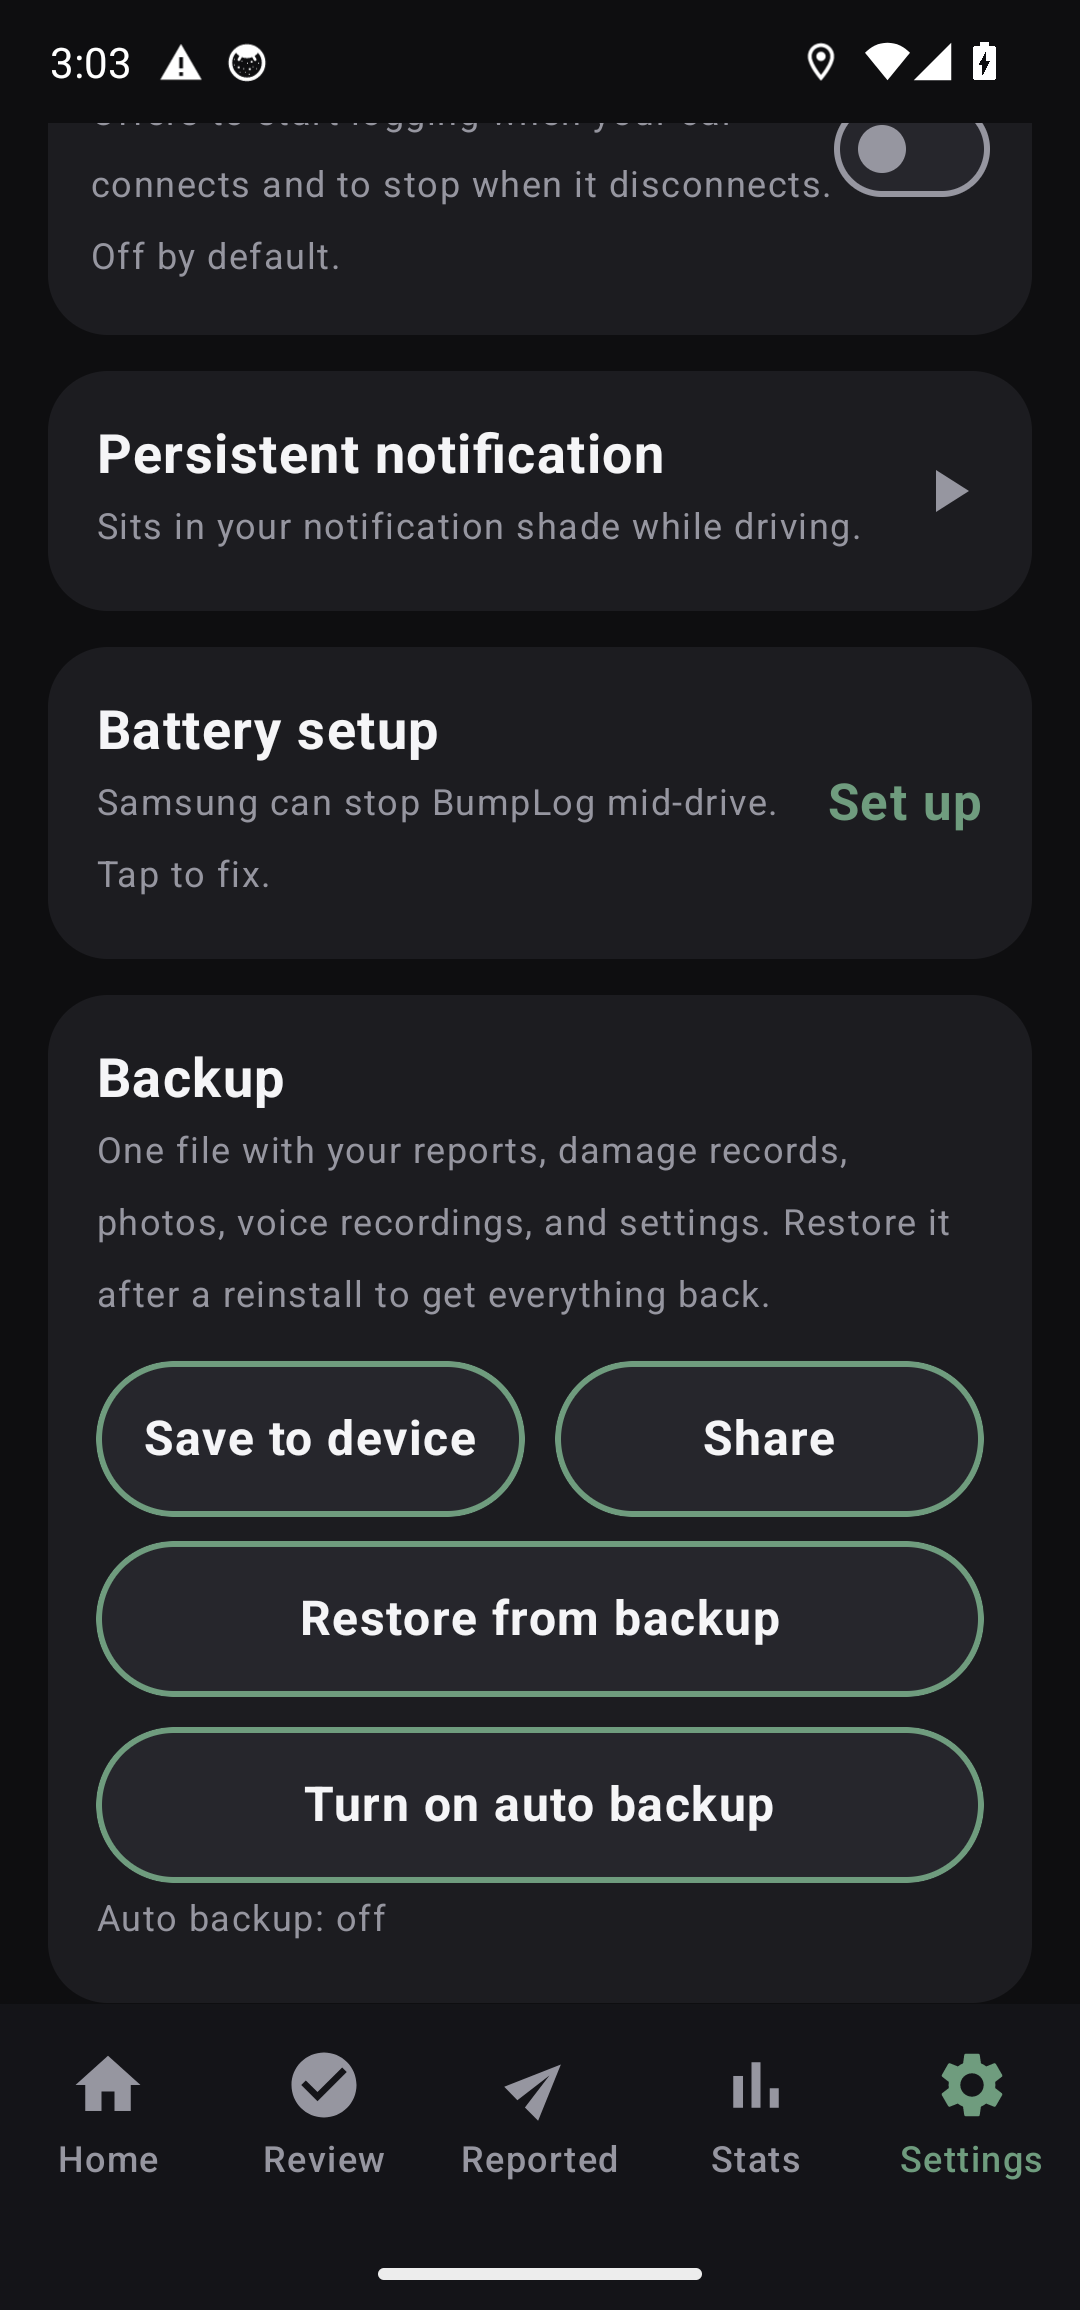 3:03
connects and to stop when it disconnects.
Off by default.
Persistent notification
Sits in your notification shade while driving.
Battery setup
Samsung can stop BumpLog mid-drive.
Tap to fix.
Set up
Backup
One file with your reports, damage records,
photos, voice recordings, and settings. Restore it
after a reinstall to get everything back.
Save to device
Share
Restore from backup
Turn on auto backup
Auto backup: off
Home
Review
Reported
Stats
Settings